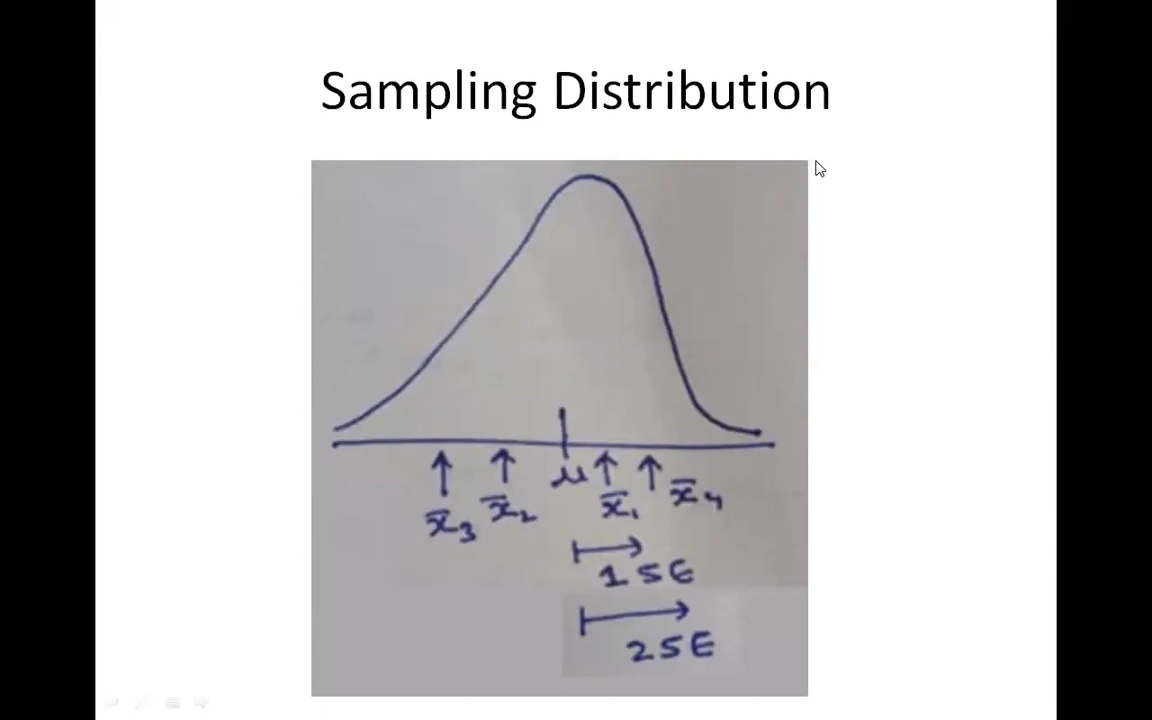 Sampling Distribution
x̄₃ x̄₂ μ x̄₁ x̄₄
1 SE
2 SE